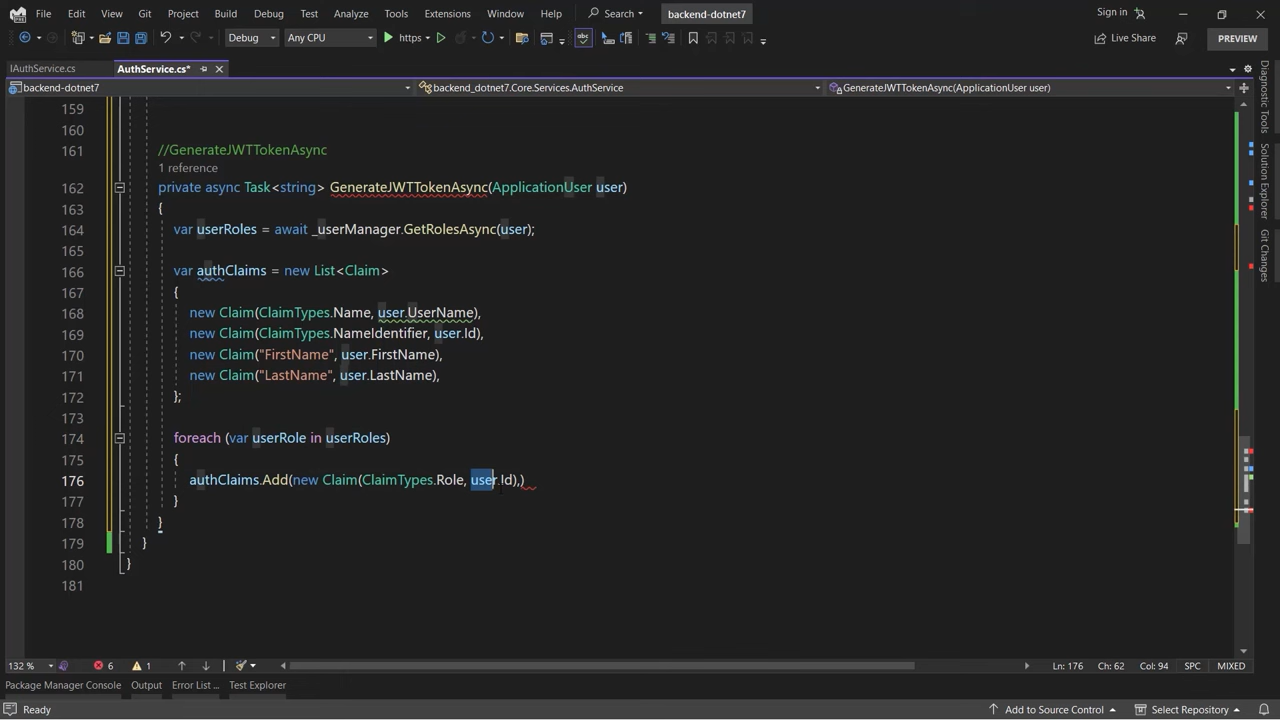 File Edit View Git Project Build Debug Test Analyze Tools Extensions Window Help Search backend-dotnet7 Sign in
Debug Any CPU https Live Share PREVIEW
IAuthService.cs AuthService.cs*
backend-dotnet7 backend_dotnet7.Core.Services.AuthService GenerateJWTTokenAsync(ApplicationUser user)
159
160
161 //GenerateJWTTokenAsync
1 reference
162 private async Task<string> GenerateJWTTokenAsync(ApplicationUser user)
163 {
164 var userRoles = await _userManager.GetRolesAsync(user);
165
166 var authClaims = new List<Claim>
167 {
168 new Claim(ClaimTypes.Name, user.UserName),
169 new Claim(ClaimTypes.NameIdentifier, user.Id),
170 new Claim("FirstName", user.FirstName),
171 new Claim("LastName", user.LastName),
172 };
173
174 foreach (var userRole in userRoles)
175 {
176 authClaims.Add(new Claim(ClaimTypes.Role, user.Id),)
177 }
178 }
179 }
180 }
181
Diagnostic Tools
Solution Explorer
Git Changes
132 % 6 1 Ln: 176 Ch: 62 Col: 94 SPC MIXED
Package Manager Console Output Error List ... Test Explorer
Ready Add to Source Control Select Repository